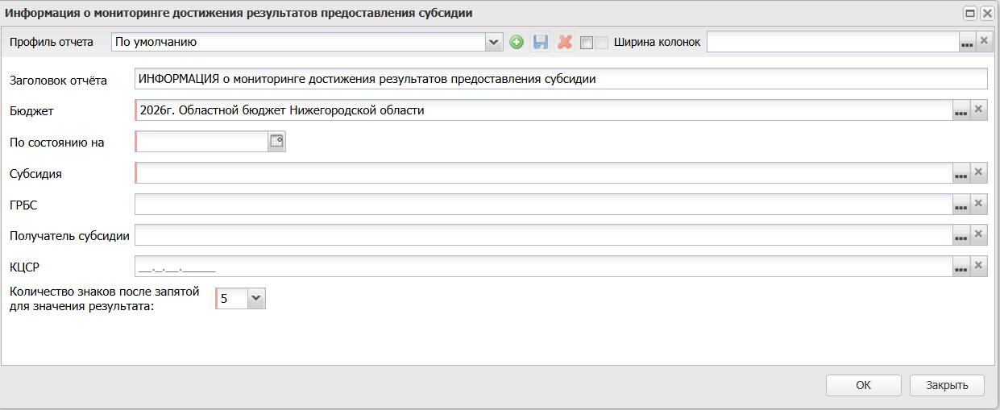 Информация о мониторинге достижения результатов предоставления субсидии
Профиль отчета По умолчанию Ширина колонок ...
Заголовок отчёта ИНФОРМАЦИЯ о мониторинге достижения результатов предоставления субсидии
Бюджет 2026г. Областной бюджет Нижегородской области ...
По состоянию на
Субсидия ...
ГРБС ...
Получатель субсидии ...
КЦСР __._.__._____ ...
Количество знаков после запятой
для значения результата: 5
ОК Закрыть